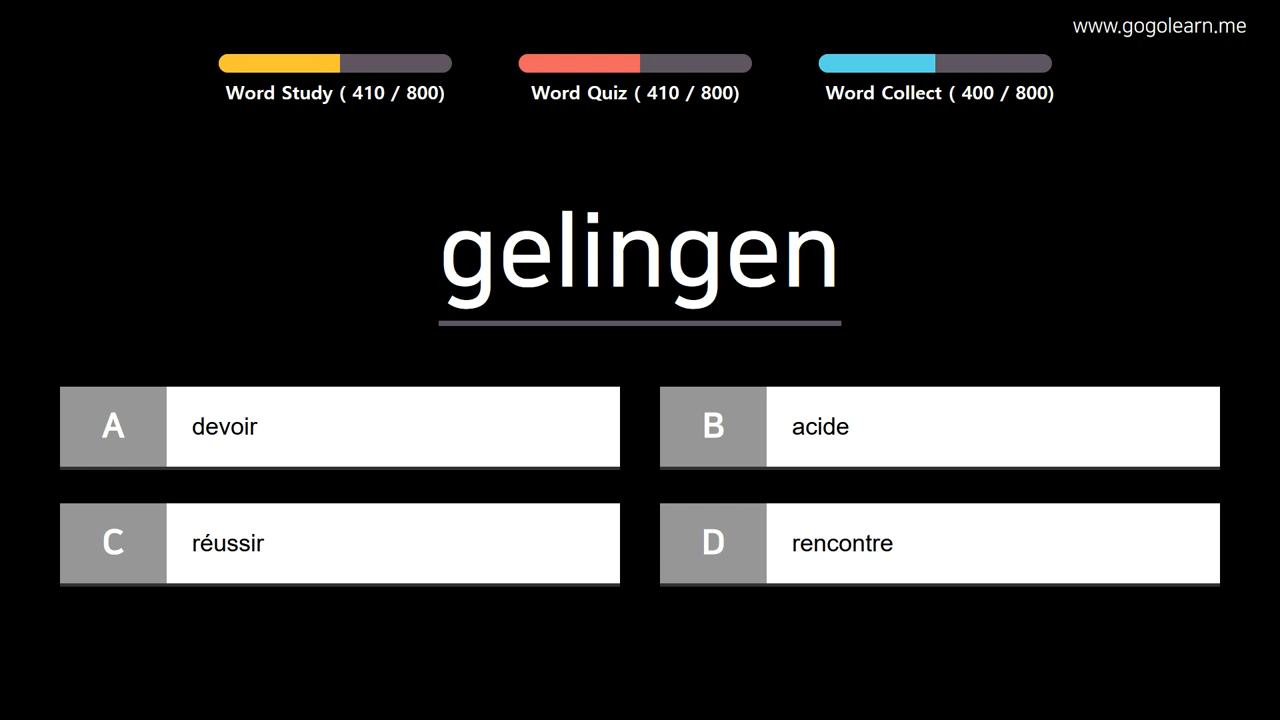 www.gogolearn.me
Word Study ( 410 / 800)
Word Quiz ( 410 / 800)
Word Collect ( 400 / 800)
gelingen
A devoir
B acide
C réussir
D rencontre